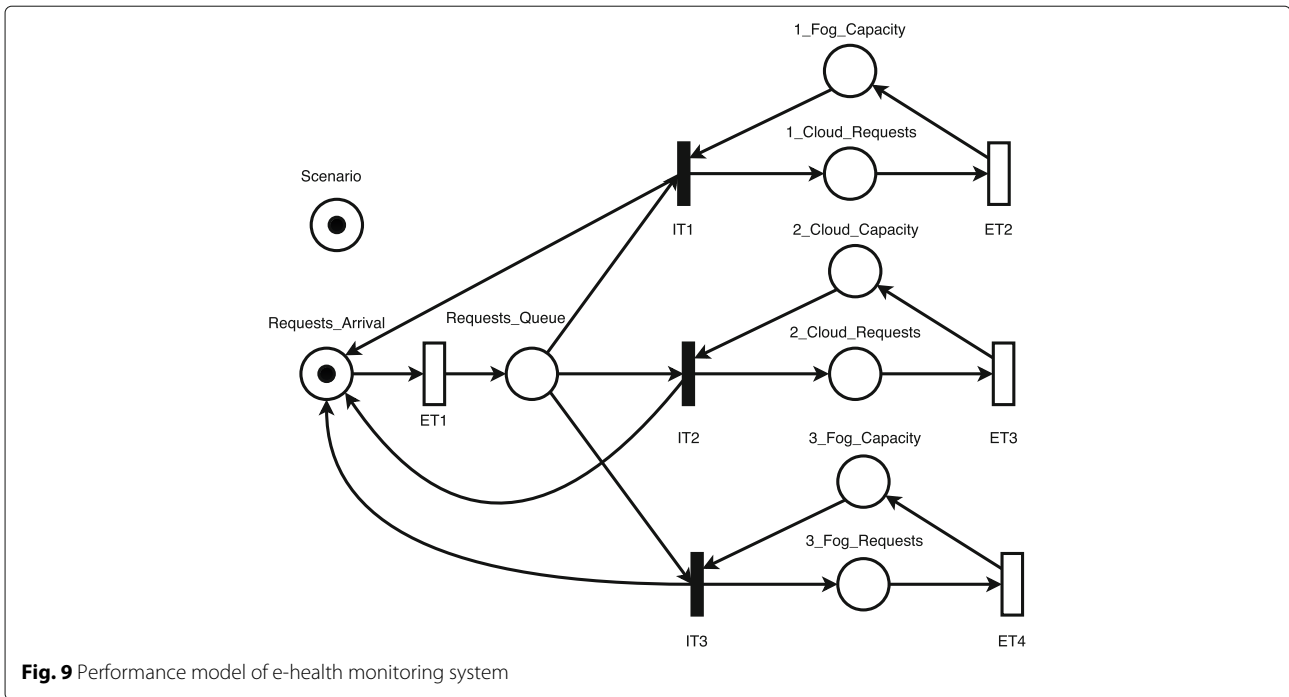 1_Fog_Capacity
1_Cloud_Requests
Scenario
IT1
2_Cloud_Capacity
ET2
Requests_Arrival
Requests_Queue
2_Cloud_Requests
ET1
IT2
3_Fog_Capacity
ET3
3_Fog_Requests
IT3
ET4
Fig. 9 Performance model of e-health monitoring system